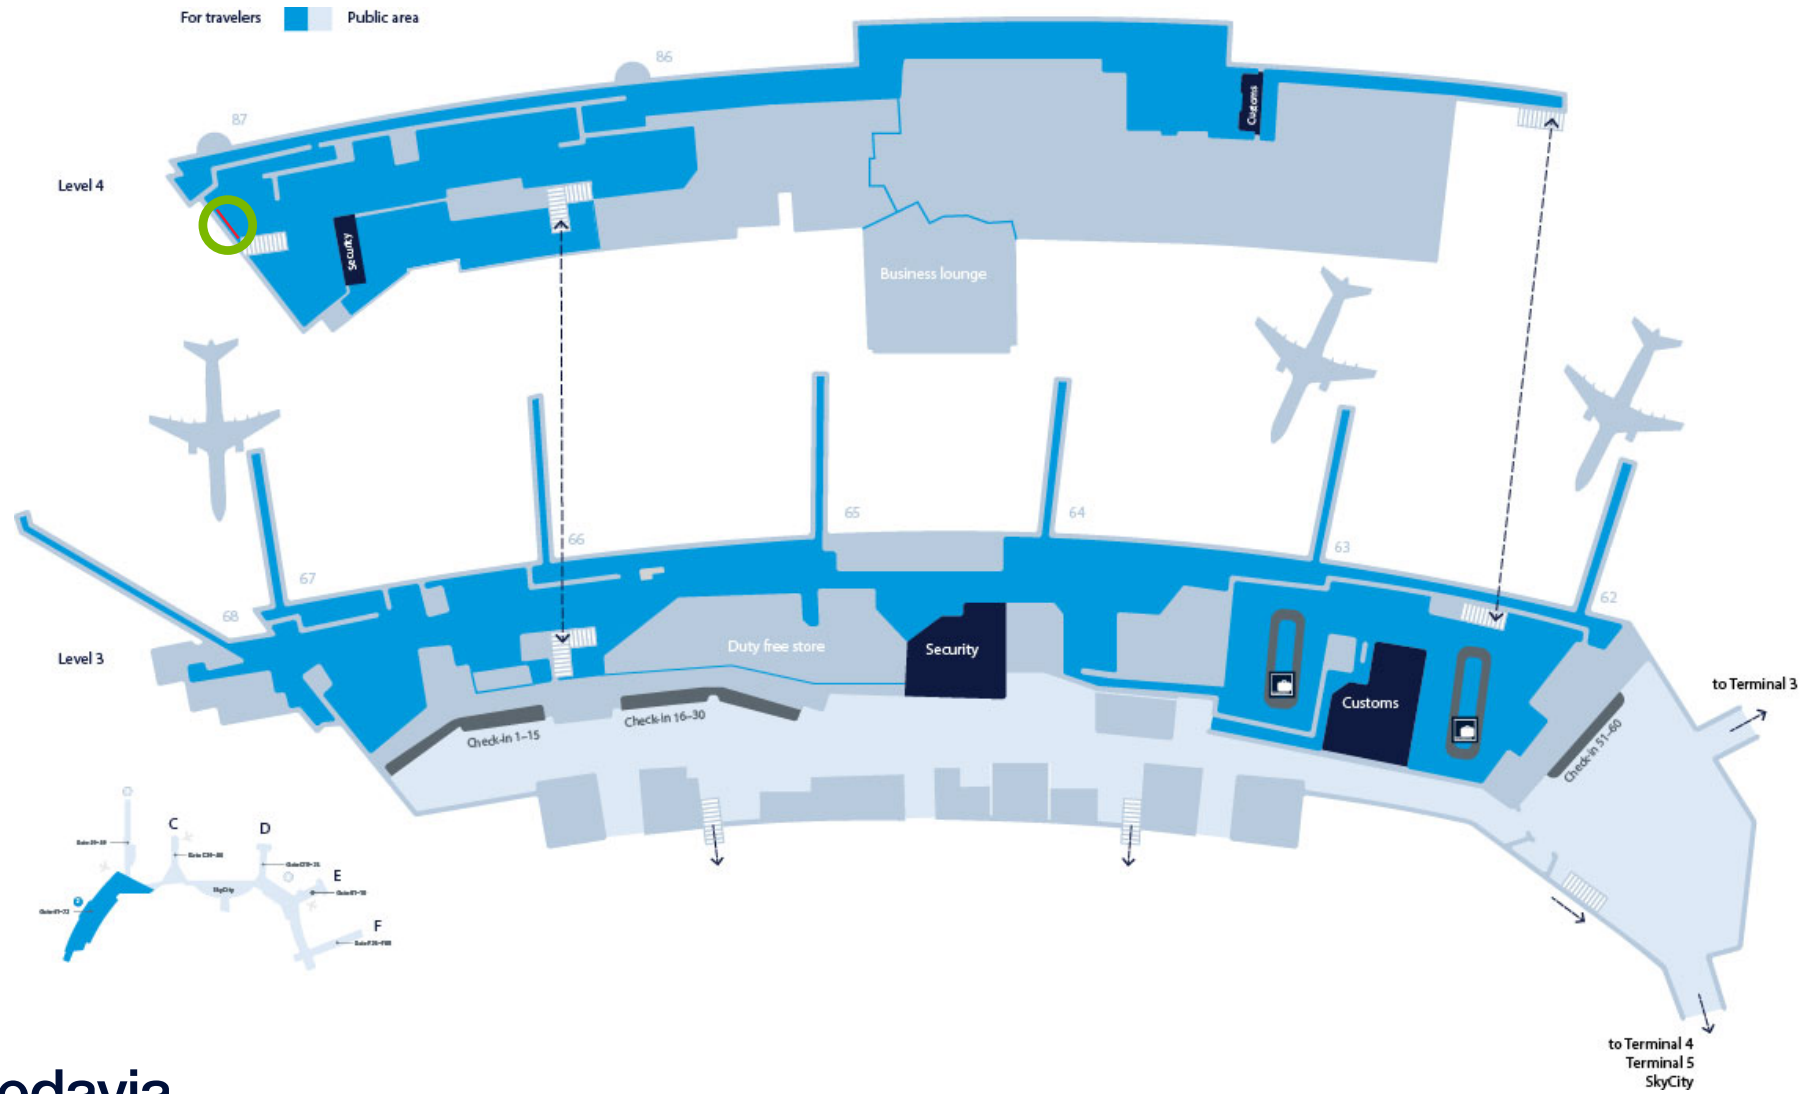 For travelers Public area
86
87
Customs
Level 4
Security
Business lounge
65
64
66
63
67
62
68
Duty free store
Security
Level 3
to Terminal 3
Customs
Check-in 16–30
Check-in 1–15
Check-in 51–60
C
D
SkyCity
E
F
to Terminal 4
Terminal 5
SkyCity
edavia